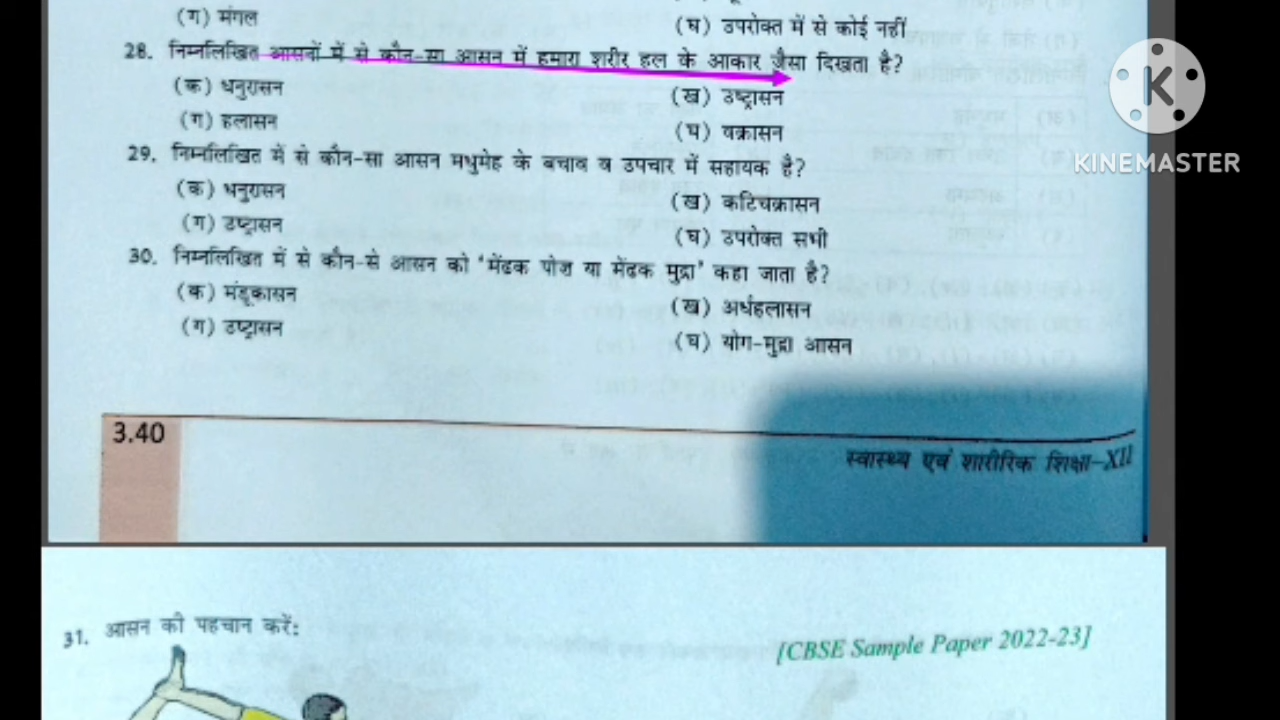 (ग) मंगल
(घ) उपरोक्त में से कोई नहीं
28. निम्नलिखित आसनों में से कौन-सा आसन में हमारा शरीर हल के आकार जैसा दिखता है?
(क) धनुरासन
(ख) उष्ट्रासन
(ग) हलासन
(घ) वक्रासन
29. निम्नलिखित में से कौन-सा आसन मधुमेह के बचाव व उपचार में सहायक है?
(क) धनुरासन
(ख) कटिचक्रासन
(ग) उष्ट्रासन
(घ) उपरोक्त सभी
30. निम्नलिखित में से कौन-से आसन को 'मेंढक पोज़ या मेंढक मुद्रा' कहा जाता है?
(क) मंडूकासन
(ख) अर्धहलासन
(ग) उष्ट्रासन
(घ) योग-मुद्रा आसन
3.40
स्वास्थ्य एवं शारीरिक शिक्षा-XII
31. आसन की पहचान करें:
[CBSE Sample Paper 2022-23]
K
KINEMASTER